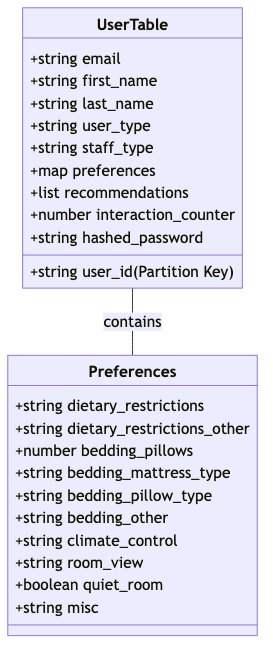 UserTable
+string email
+string first_name
+string last_name
+string user_type
+string staff_type
+map preferences
+list recommendations
+number interaction_counter
+string hashed_password
+string user_id(Partition Key)
contains
Preferences
+string dietary_restrictions
+string dietary_restrictions_other
+number bedding_pillows
+string bedding_mattress_type
+string bedding_pillow_type
+string bedding_other
+string climate_control
+string room_view
+boolean quiet_room
+string misc